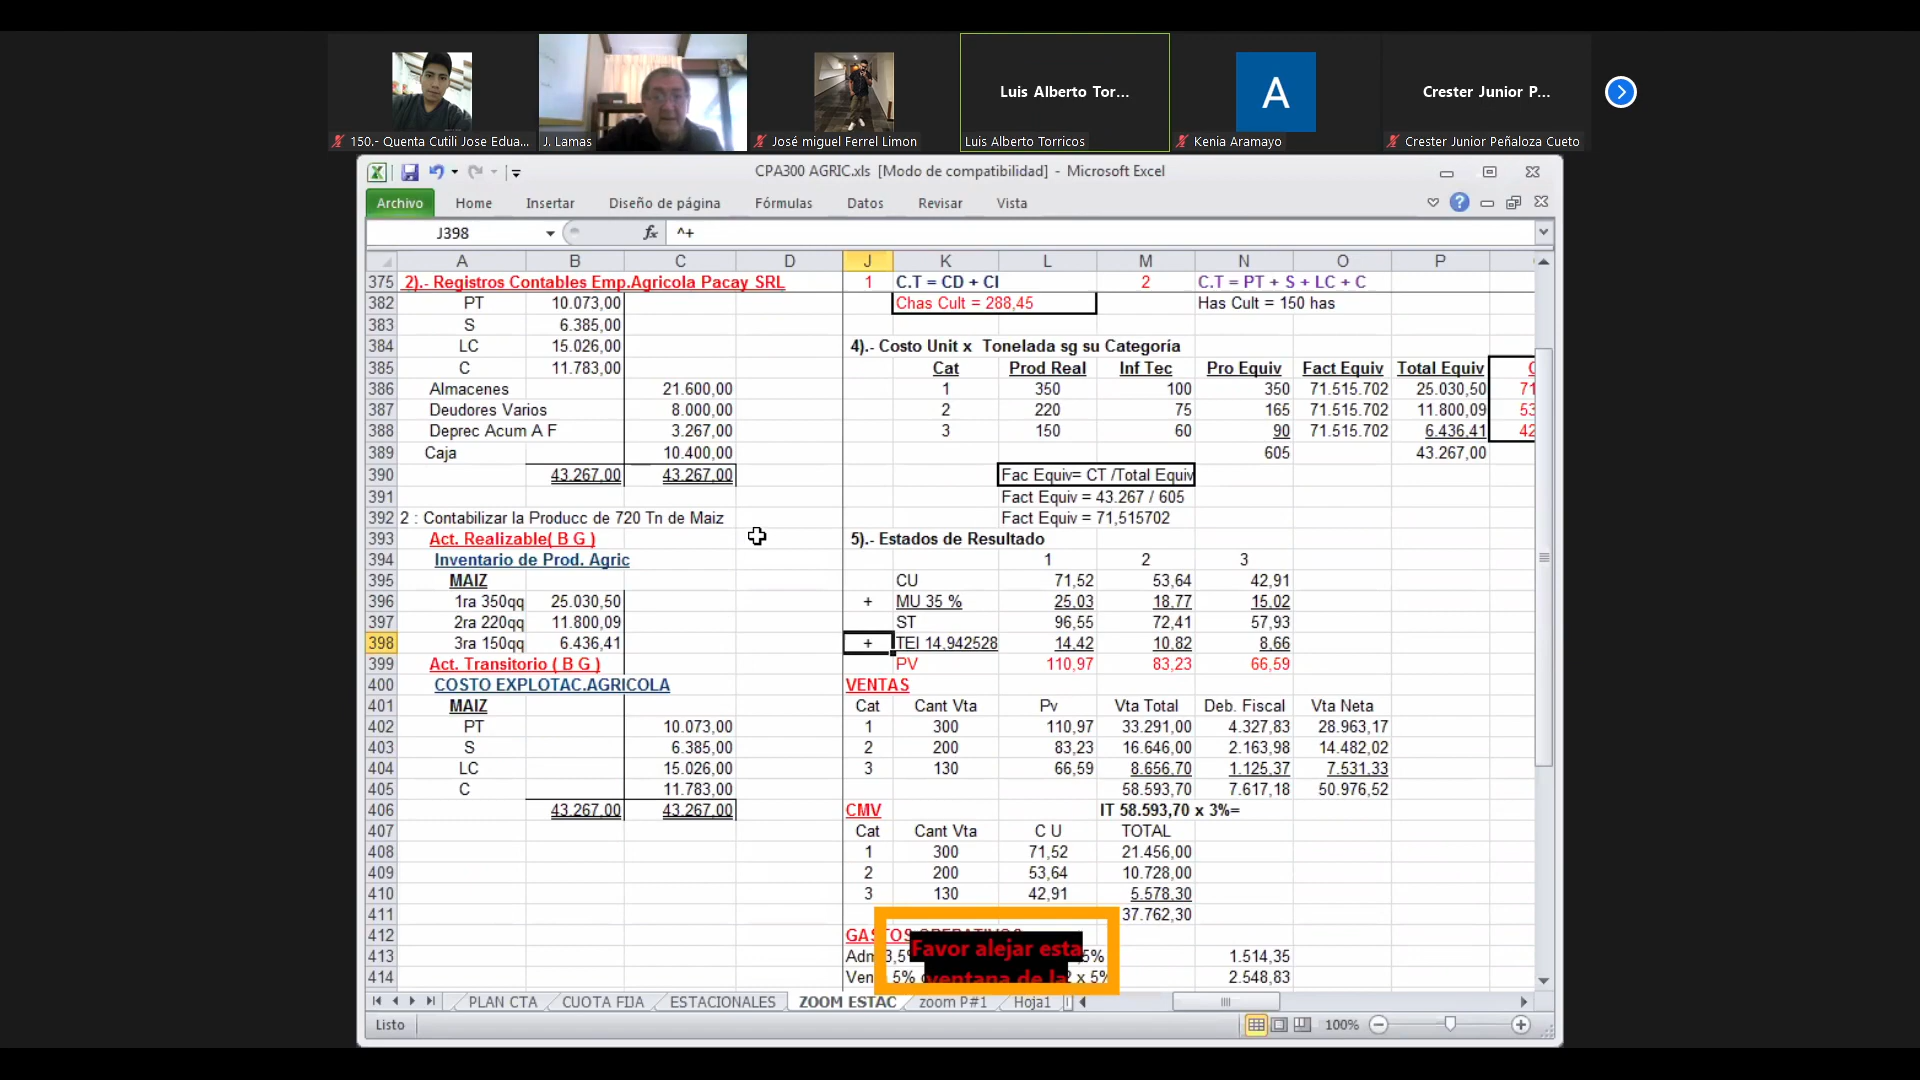 Luis Alberto Tor...
A
Crester Junior P...
150.- Quenta Cutili Jose Edua...
J. Lamas
José miguel Ferrel Limon
Luis Alberto Torricos
Kenia Aramayo
Crester Junior Peñaloza Cueto
CPA300 AGRIC.xls [Modo de compatibilidad] - Microsoft Excel
Archivo Home Insertar Diseño de página Fórmulas Datos Revisar Vista
J398 fx ^+
A B C D J K L M N O P
375 2).- Registros Contables Emp.Agricola Pacay SRL 1 C.T = CD + CI 2 C.T = PT + S + LC + C
382 PT 10.073,00 Chas Cult = 288,45 Has Cult = 150 has
383 S 6.385,00
384 LC 15.026,00 4).- Costo Unit x Tonelada sg su Categoría
385 C 11.783,00 Cat Prod Real Inf Tec Pro Equiv Fact Equiv Total Equiv
386 Almacenes 21.600,00 1 350 100 350 71.515.702 25.030,50 71
387 Deudores Varios 8.000,00 2 220 75 165 71.515.702 11.800,09 53
388 Deprec Acum A F 3.267,00 3 150 60 90 71.515.702 6.436,41 42
389 Caja 10.400,00 605 43.267,00
390 43.267,00 43.267,00 Fac Equiv= CT /Total Equiv
391 Fact Equiv = 43.267 / 605
392 2 : Contabilizar la Producc de 720 Tn de Maiz Fact Equiv = 71,515702
393 Act. Realizable( B G ) 5).- Estados de Resultado
394 Inventario de Prod. Agric 1 2 3
395 MAIZ CU 71,52 53,64 42,91
396 1ra 350qq 25.030,50 + MU 35 % 25,03 18,77 15,02
397 2ra 220qq 11.800,09 ST 96,55 72,41 57,93
398 3ra 150qq 6.436,41 + TEI 14.942528 14,42 10,82 8,66
399 Act. Transitorio ( B G ) PV 110,97 83,23 66,59
400 COSTO EXPLOTAC.AGRICOLA VENTAS
401 MAIZ Cat Cant Vta Pv Vta Total Deb. Fiscal Vta Neta
402 PT 10.073,00 1 300 110,97 33.291,00 4.327,83 28.963,17
403 S 6.385,00 2 200 83,23 16.646,00 2.163,98 14.482,02
404 LC 15.026,00 3 130 66,59 8.656,70 1.125,37 7.531,33
405 C 11.783,00 58.593,70 7.617,18 50.976,52
406 43.267,00 43.267,00 CMV IT 58.593,70 x 3%=
407 Cat Cant Vta C U TOTAL
408 1 300 71,52 21.456,00
409 2 200 53,64 10.728,00
410 3 130 42,91 5.578,30
411 37.762,30
412
413 Adm 3,5% 1.514,35
414 5% x 5% 2.548,83
Favor alejar esta
ventana de la
PLAN CTA CUOTA FIJA ESTACIONALES ZOOM ESTAC zoom P#1 Hoja1
Listo 100%